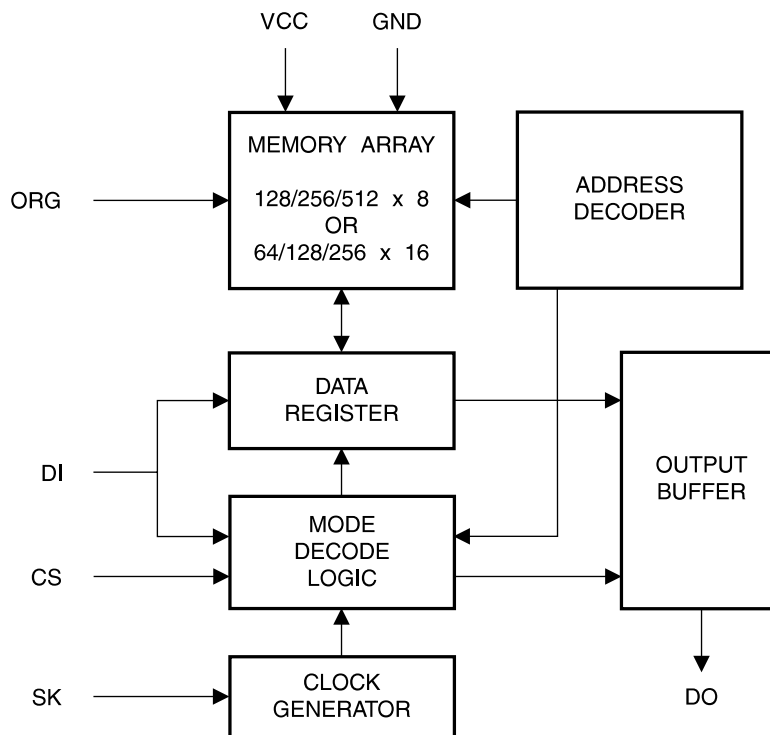 VCC
GND
MEMORY ARRAY
128/256/512 x 8
OR
64/128/256 x 16
ADDRESS
DECODER
ORG
DATA
REGISTER
DI
OUTPUT
BUFFER
MODE
DECODE
LOGIC
CS
CLOCK
GENERATOR
SK
DO